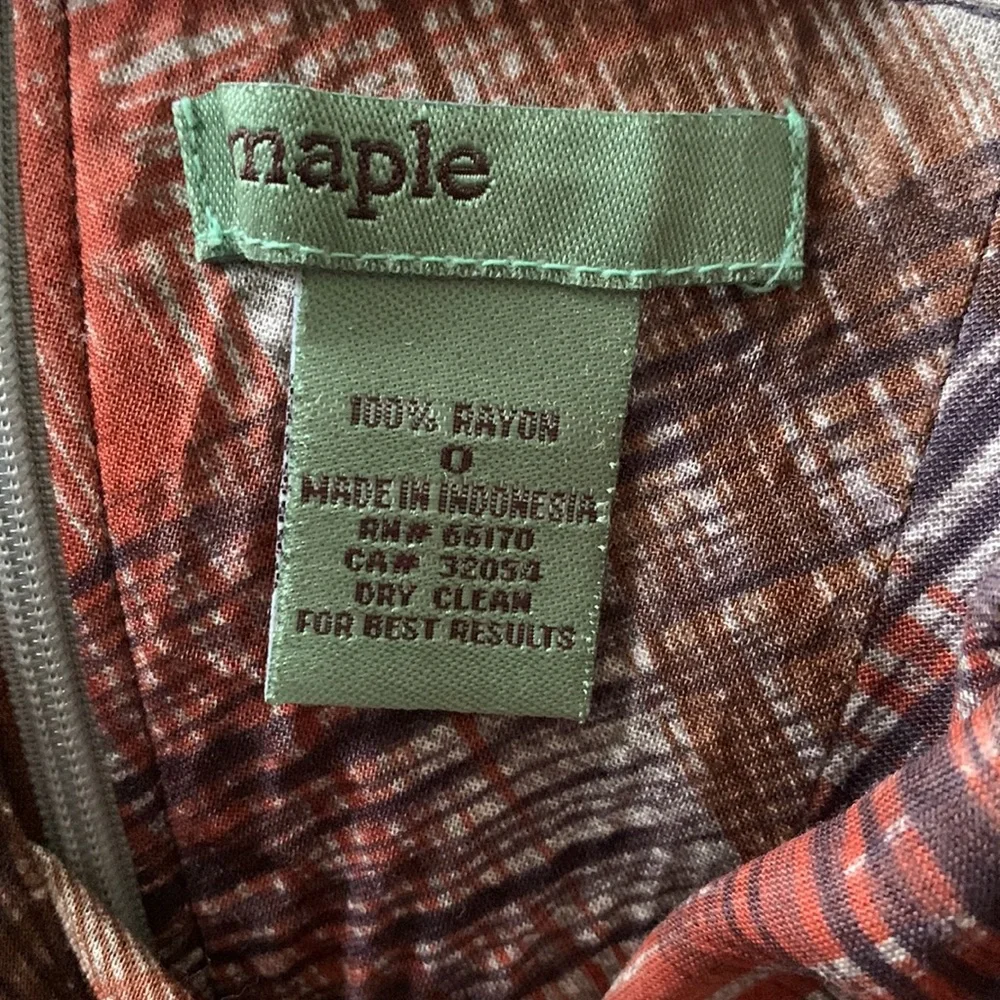 maple
100% RAYON
0
MADE IN INDONESIA
RN# 66170
CA# 32054
DRY CLEAN
FOR BEST RESULTS